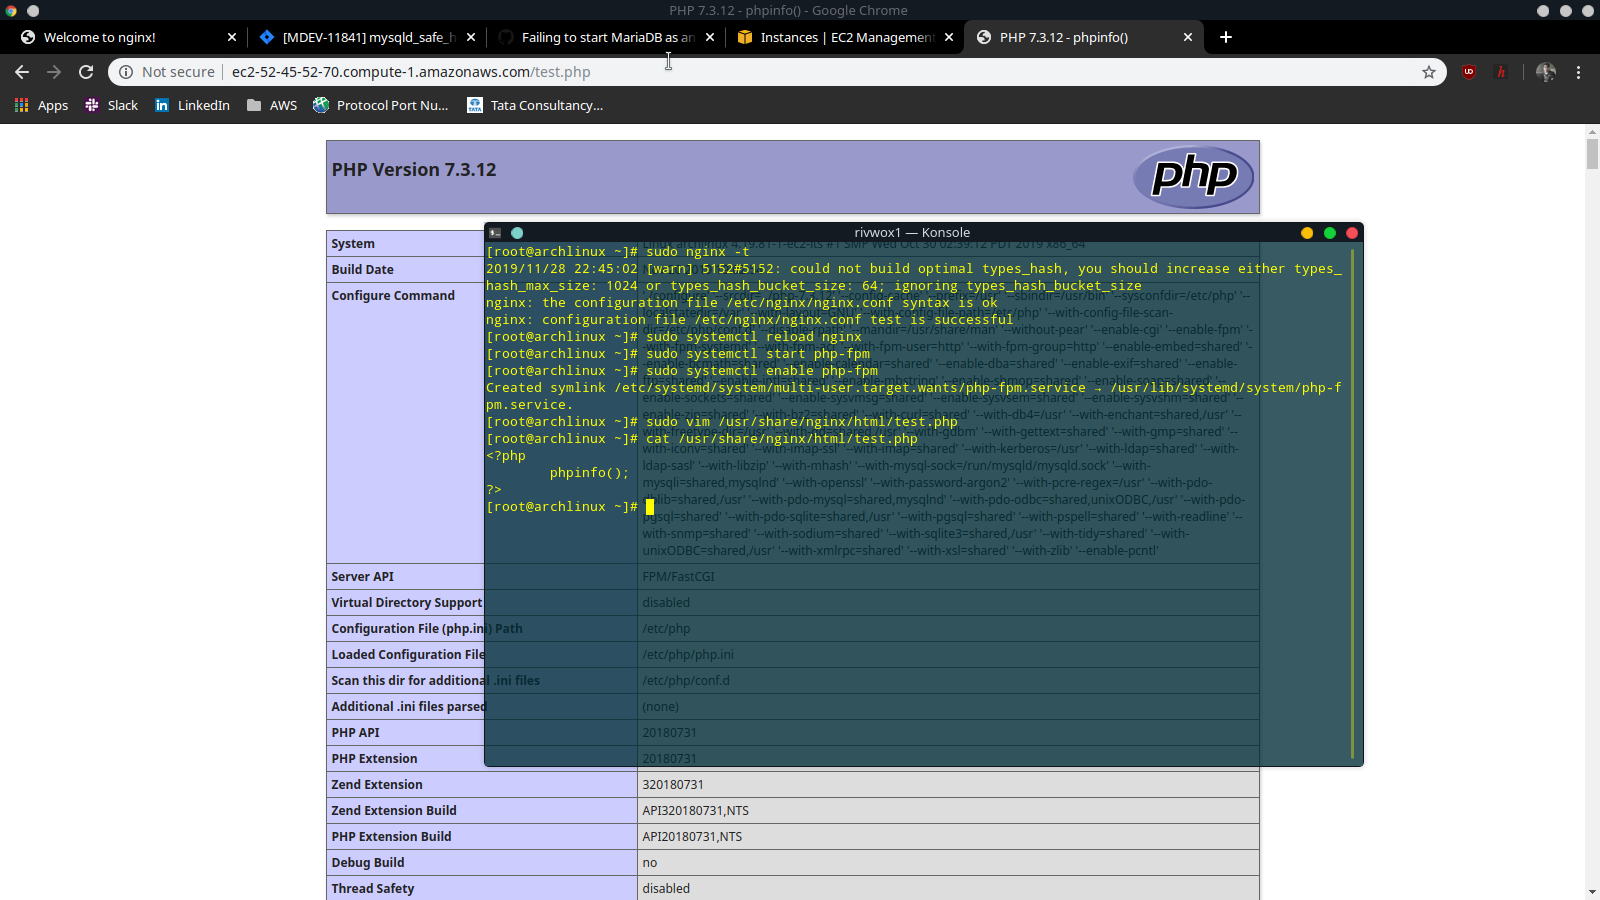 PHP 7.3.12 - phpinfo() - Google Chrome
Welcome to nginx!
[MDEV-11841] mysqld_safe_h
Failing to start MariaDB as an
Instances | EC2 Management
PHP 7.3.12 - phpinfo()
Not secure
ec2-52-45-52-70.compute-1.amazonaws.com/test.php
Apps
Slack
LinkedIn
AWS
Protocol Port Nu...
Tata Consultancy...
PHP Version 7.3.12
php
rivwox1 — Konsole
[root@archlinux ~]# sudo nginx -t
2019/11/28 22:45:02 [warn] 5152#5152: could not build optimal types_hash, you should increase either types_
hash_max_size: 1024 or types_hash_bucket_size: 64; ignoring types_hash_bucket_size
nginx: the configuration file /etc/nginx/nginx.conf syntax is ok
nginx: configuration file /etc/nginx/nginx.conf test is successful
[root@archlinux ~]# sudo systemctl reload nginx
[root@archlinux ~]# sudo systemctl start php-fpm
[root@archlinux ~]# sudo systemctl enable php-fpm
Created symlink /etc/systemd/system/multi-user.target.wants/php-fpm.service → /usr/lib/systemd/system/php-f
pm.service.
[root@archlinux ~]# sudo vim /usr/share/nginx/html/test.php
[root@archlinux ~]# cat /usr/share/nginx/html/test.php
<?php
phpinfo();
?>
[root@archlinux ~]#
System
Build Date
Configure Command
ldap-sasl' '--with-libzip' '--with-mhash' '--with-mysql-sock=/run/mysqld/mysqld.sock' '--with-
mysqli=shared,mysqlnd' '--with-openssl' '--with-password-argon2' '--with-pcre-regex=/usr' '--with-pdo-
dblib=shared,/usr' '--with-pdo-mysql=shared,mysqlnd' '--with-pdo-odbc=shared,unixODBC,/usr' '--with-pdo-
pgsql=shared' '--with-pdo-sqlite=shared,/usr' '--with-pgsql=shared' '--with-pspell=shared' '--with-readline' '--
with-snmp=shared' '--with-sodium=shared' '--with-sqlite3=shared,/usr' '--with-tidy=shared' '--with-
unixODBC=shared,/usr' '--with-xmlrpc=shared' '--with-xsl=shared' '--with-zlib' '--enable-pcntl'
Server API FPM/FastCGI
Virtual Directory Support disabled
Configuration File (php.ini) Path /etc/php
Loaded Configuration File /etc/php/php.ini
Scan this dir for additional .ini files /etc/php/conf.d
Additional .ini files parsed (none)
PHP API 20180731
PHP Extension 20180731
Zend Extension 320180731
Zend Extension Build API320180731,NTS
PHP Extension Build API20180731,NTS
Debug Build no
Thread Safety disabled